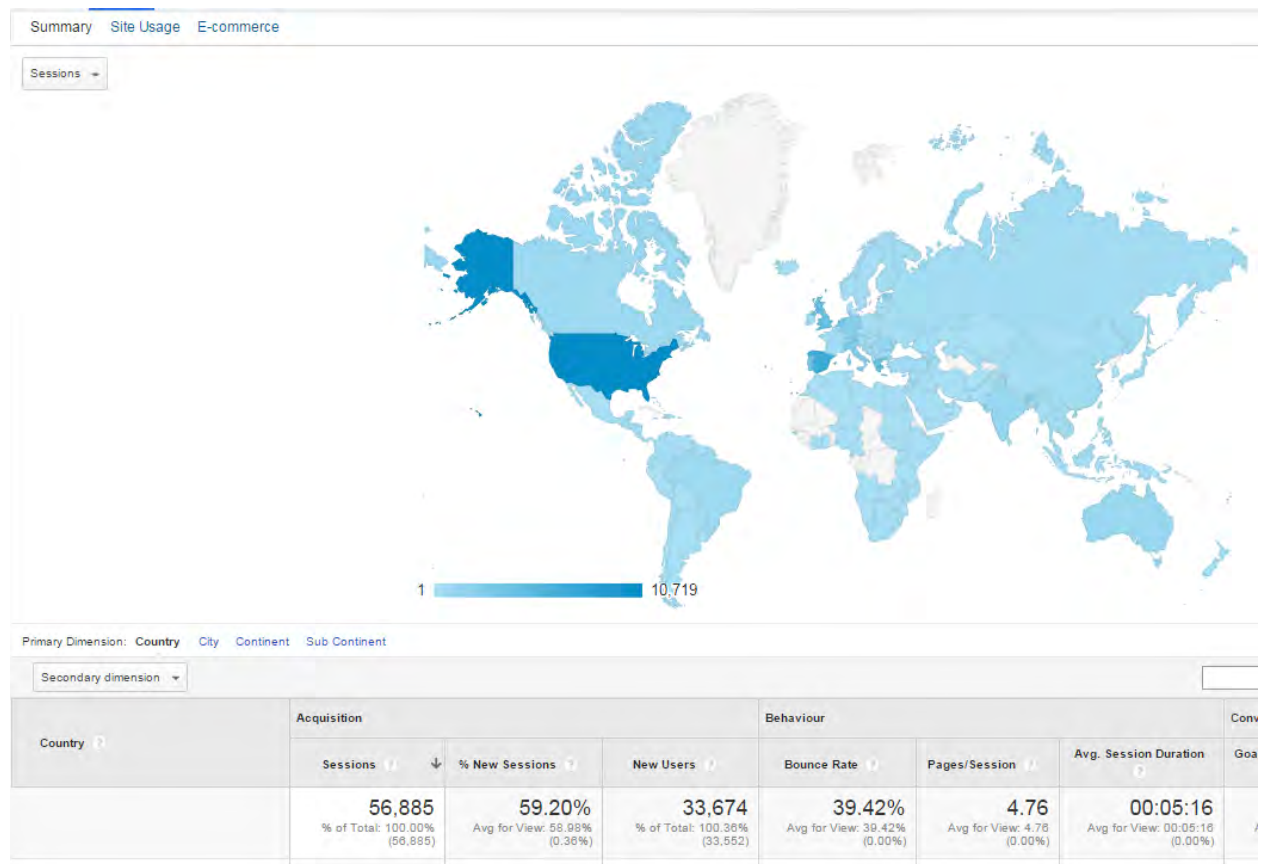 Summary Site Usage E-commerce
Sessions
1 10,719
Primary Dimension: Country City Continent Sub Continent
Secondary dimension
Acquisition Behaviour Conv
Country ?
Sessions ? % New Sessions ? New Users ? Bounce Rate ? Pages/Session ? Avg. Session Duration ? Goa
56,885 59.20% 33,674 39.42% 4.76 00:05:16
% of Total: 100.00% Avg for View: 58.98% % of Total: 100.36% Avg for View: 39.42% Avg for View: 4.76 Avg for View: 00:05:16
(56,885) (0.36%) (33,552) (0.00%) (0.00%) (0.00%)